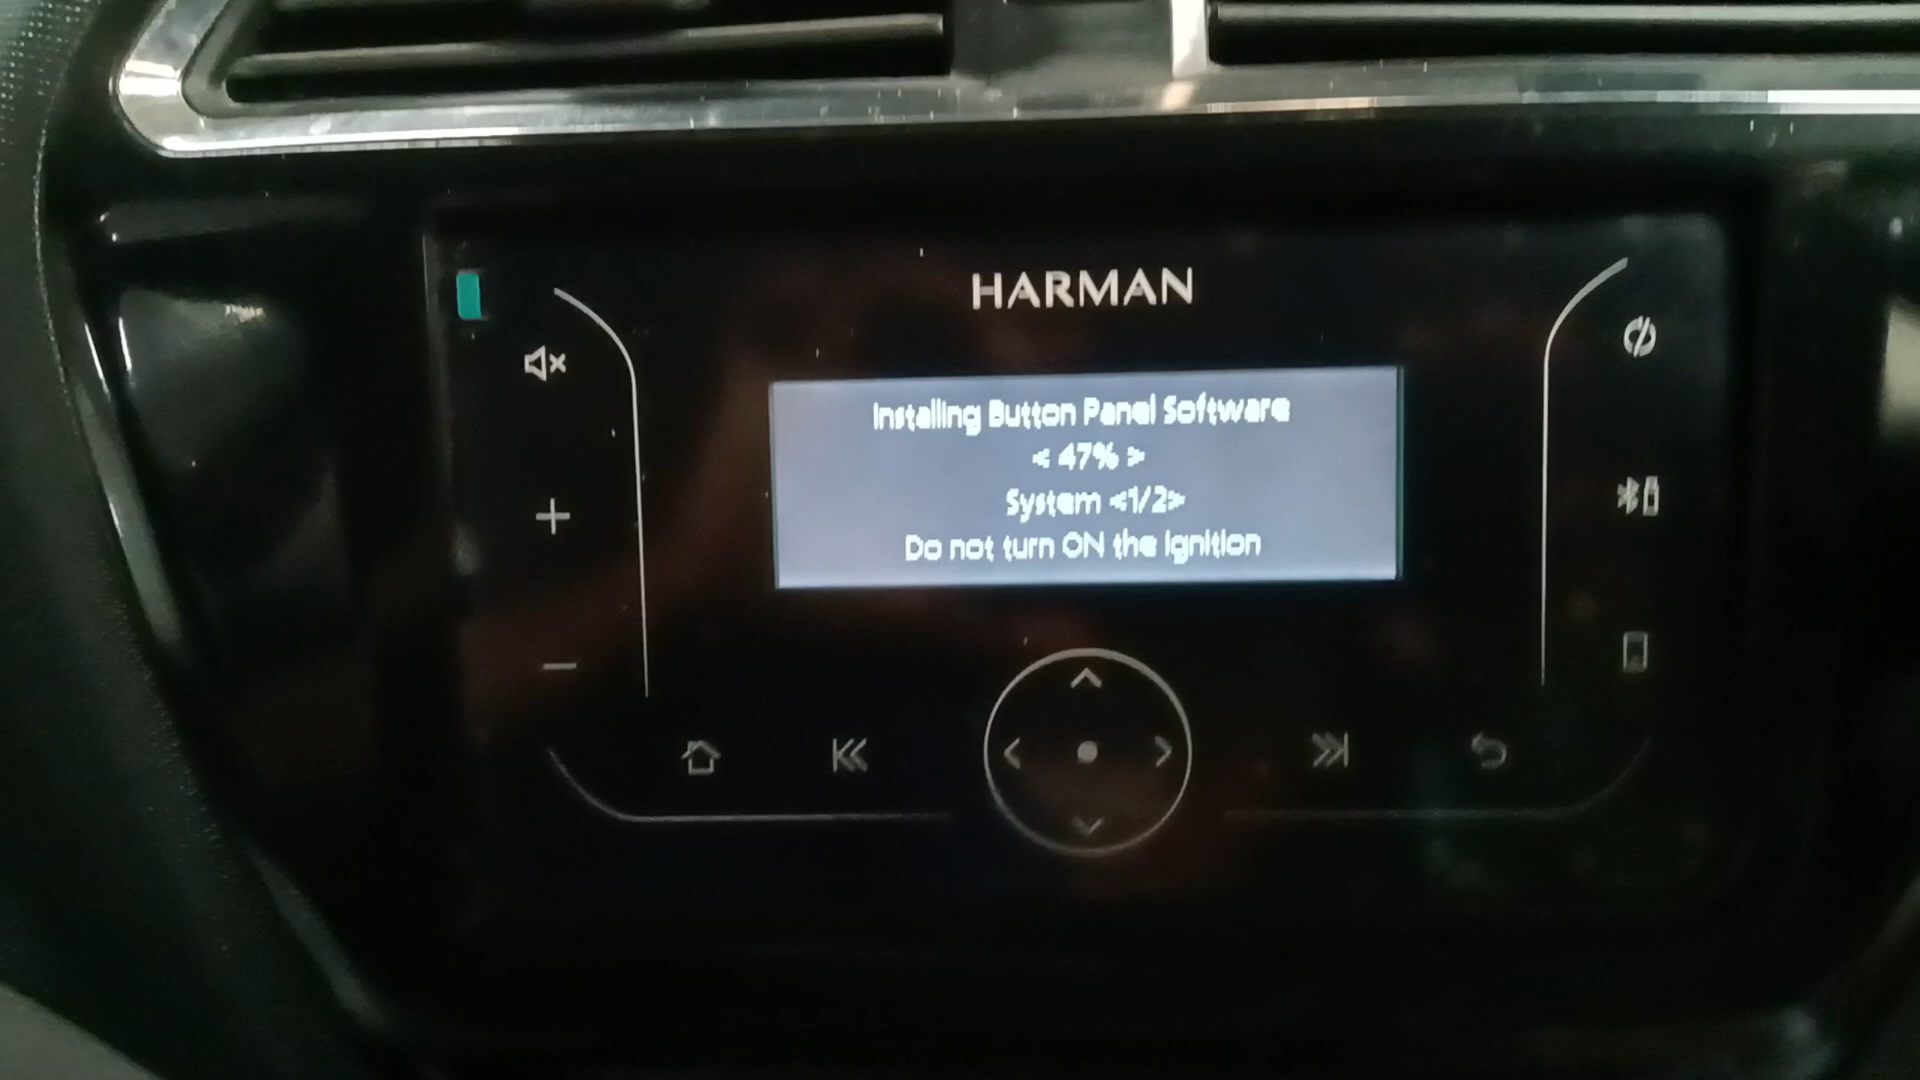 HARMAN
Installing Button Panel Software
< 47% >
System <1/2>
Do not turn ON the ignition